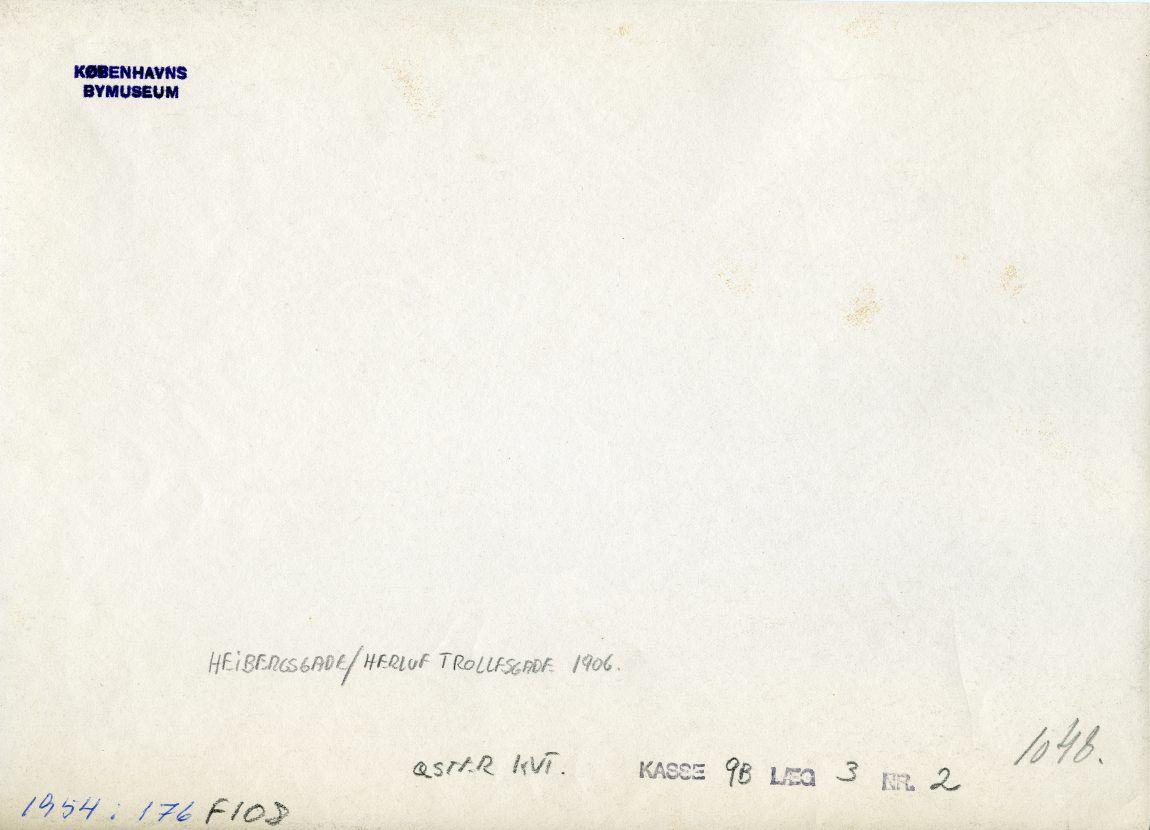 KØBENHAVNS
BYMUSEUM
HEIBERGSGADE/HERLUF TROLLESGADE 1906.
ØSTER KVT.
KASSE 9B LÆG 3 NR. 2
1048.
1954: 176 F108